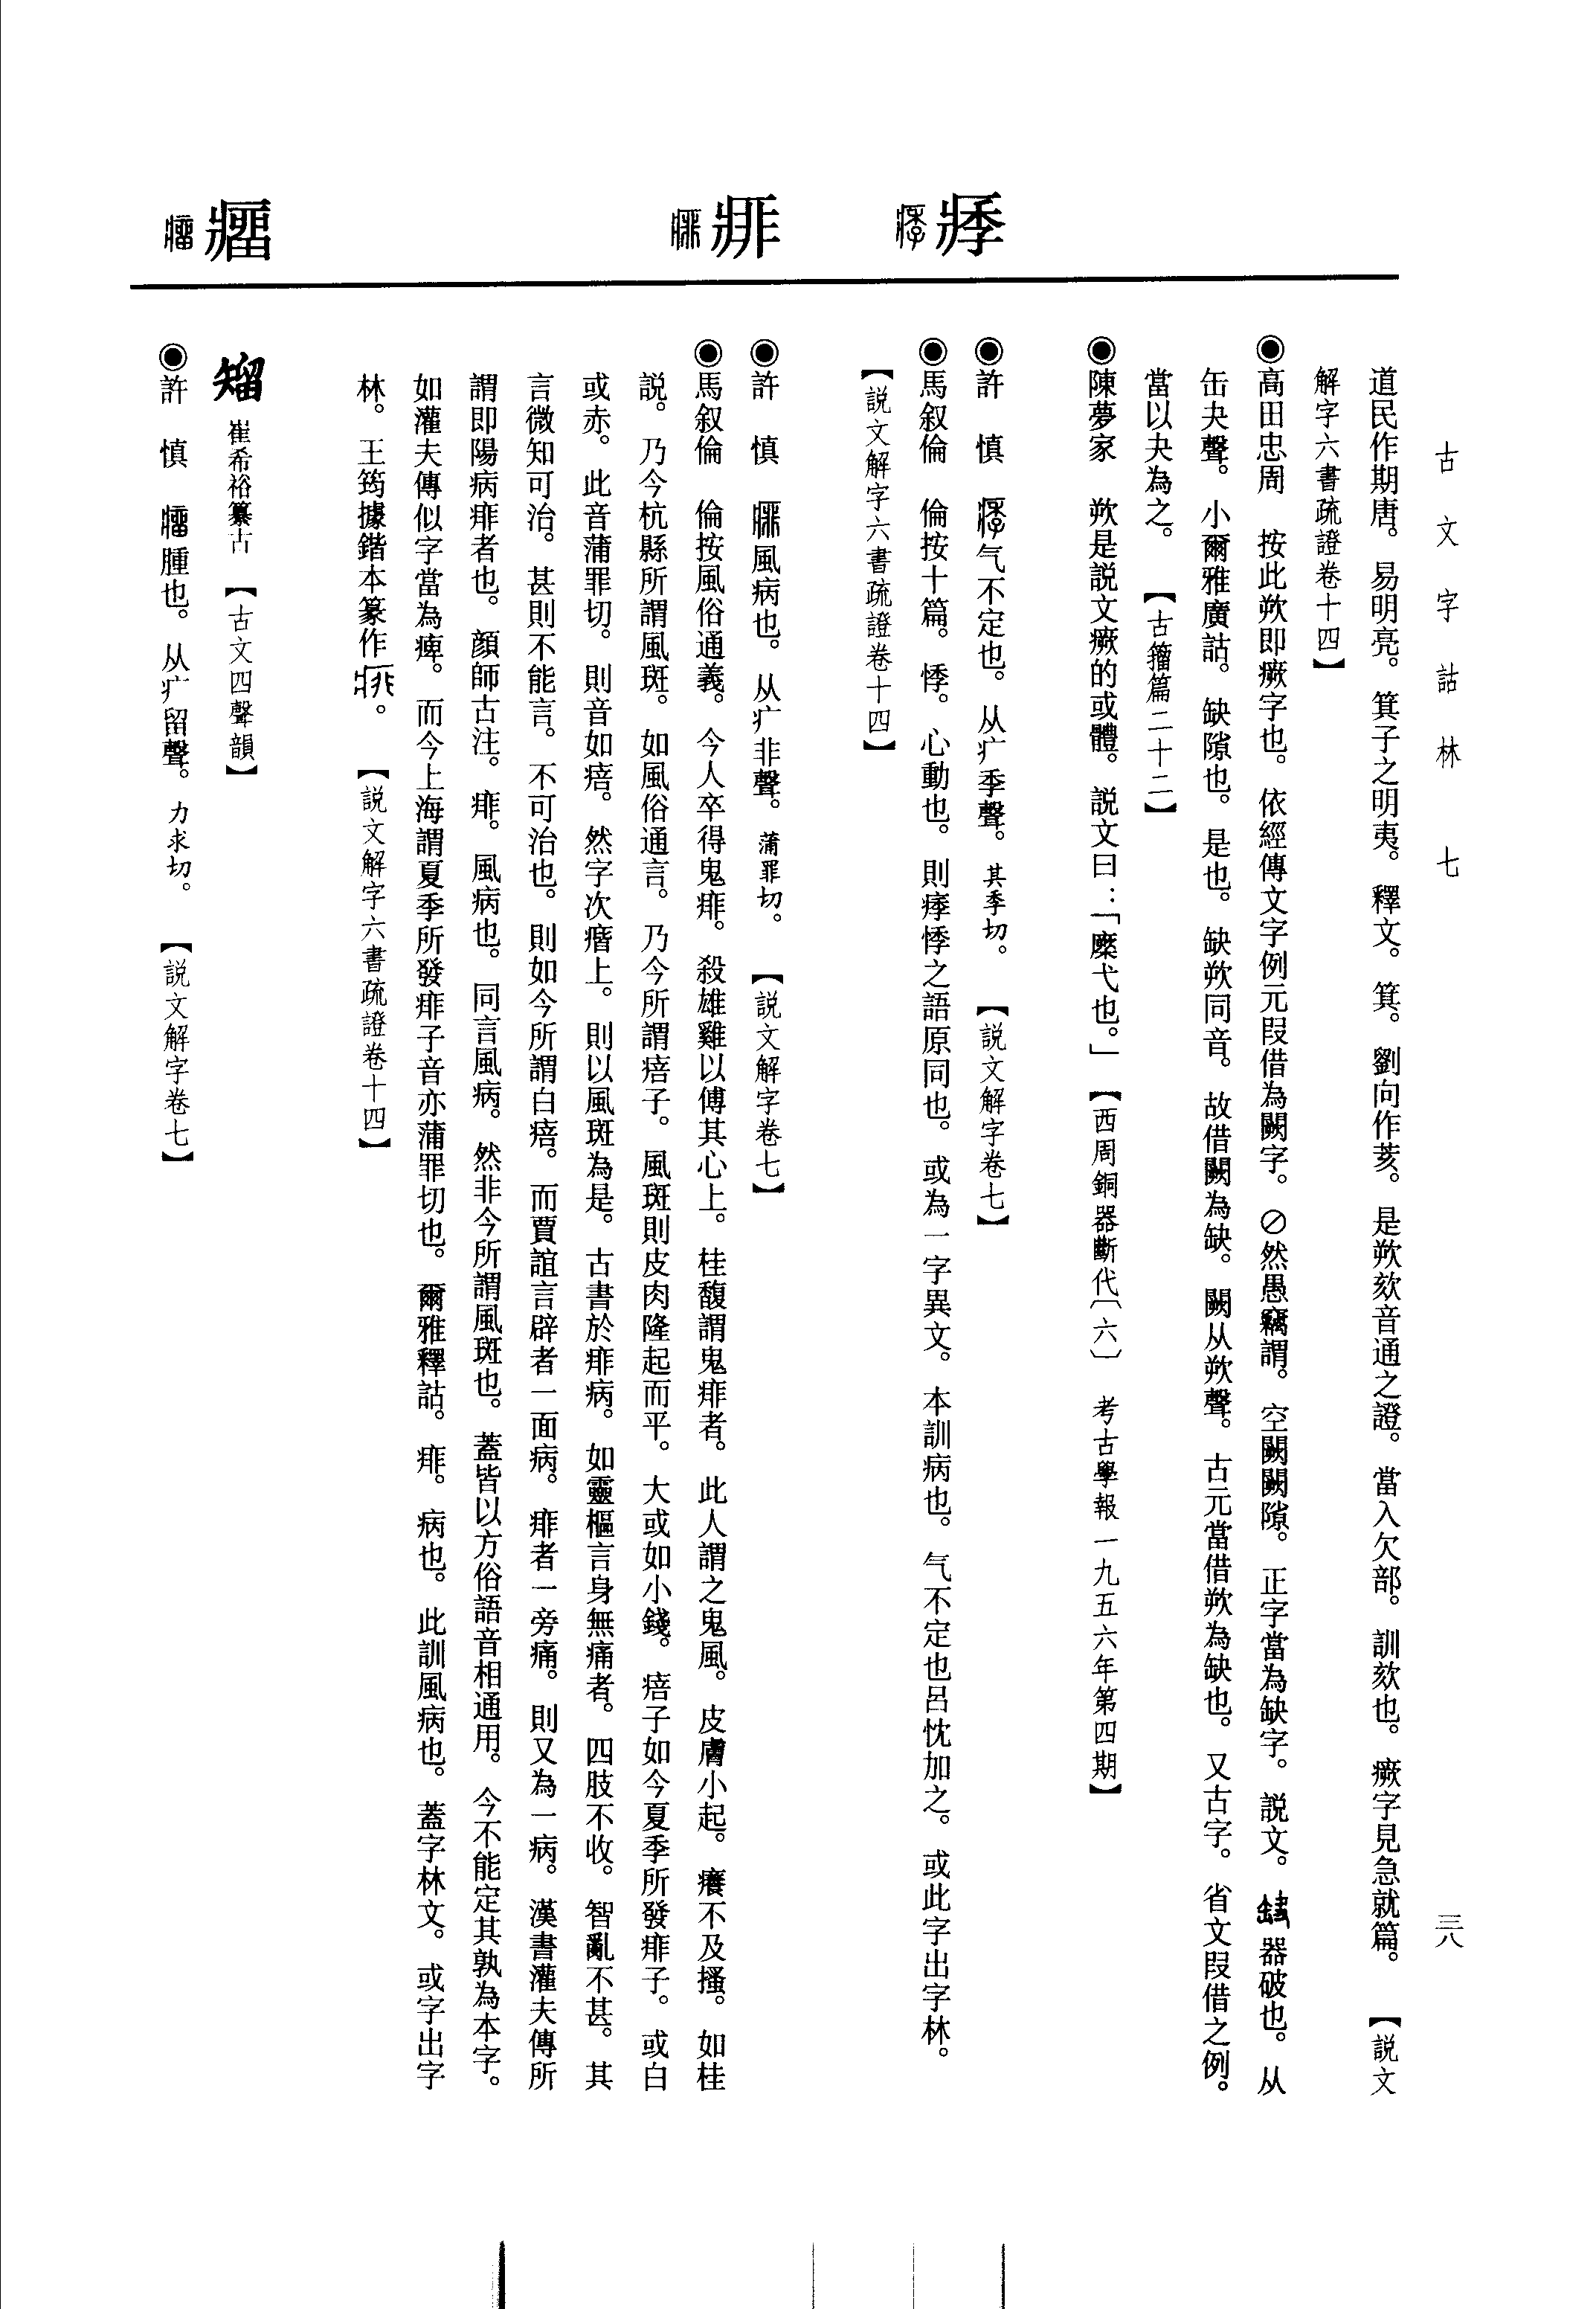 古文字詁林 七
三八
痵
痱
瘤
道民作期唐。易明亮。箕子之明夷。釋文。箕。劉向作荄。是欮欬音通之證。當入欠部。訓欬也。瘚字見急就篇。【說文
解字六書疏證卷十四】
◉高田忠周 按此欮即瘚字也。依經傳文字例元叚借為闕字。〇然愚竊謂。空闕闕隙。正字當為缺字。説文。器破也。从
缶夬聲。小爾雅廣詁。缺隙也。是也。缺欮同音。故借闕為缺。闕从欮聲。古元當借欮為缺也。又古字。省文叚借之例。
當以夬為之。【古籀篇二十二】
◉陳夢家 欮是説文瘚的或體。説文曰：「橜弋也。」【西周銅器斷代〔六〕 考古學報一九五六年第四期】
◉許 慎 气不定也。从疒季聲。其季切。【説文解字卷七】
◉馬叙倫 倫按十篇。悸。心動也。則痵悸之語原同也。或為一字異文。本訓病也。气不定也呂忱加之。或此字出字林。
【説文解字六書疏證卷十四】
◉許 慎 風病也。从疒非聲。蒲罪切。【説文解字卷七】
◉馬叙倫 倫按風俗通義。今人卒得鬼痱。殺雄雞以傅其心上。桂馥謂鬼痱者。此人謂之鬼風。皮膚小起。癢不及搔。如桂
説。乃今杭縣所謂風斑。如風俗通言。乃今所謂痦子。風斑則皮肉隆起而平。大或如小錢。痦子如今夏季所發痱子。或白
或赤。此音蒲罪切。則音如痦。然字次瘤上。則以風斑為是。古書於痱病。如靈樞言身無痛者。四肢不收。智亂不甚。其
言微知可治。甚則不能言。不可治也。則如今所謂白痦。而賈誼言辟者一面病。痱者一旁痛。則又為一病。漢書灌夫傳所
謂即陽病痱者也。顔師古注。痱。風病也。同言風病。然非今所謂風斑也。蓋皆以方俗語音相通用。今不能定其孰為本字。
如灌夫傳似字當為痺。而今上海謂夏季所發痱子音亦蒲罪切也。爾雅釋詁。痱。病也。此訓風病也。蓋字林文。或字出字
林。王筠據鍇本篆作。【説文解字六書疏證卷十四】
崔希裕纂古【古文四聲韻】
◉許 慎 腫也。从疒留聲。力求切。【説文解字卷七】